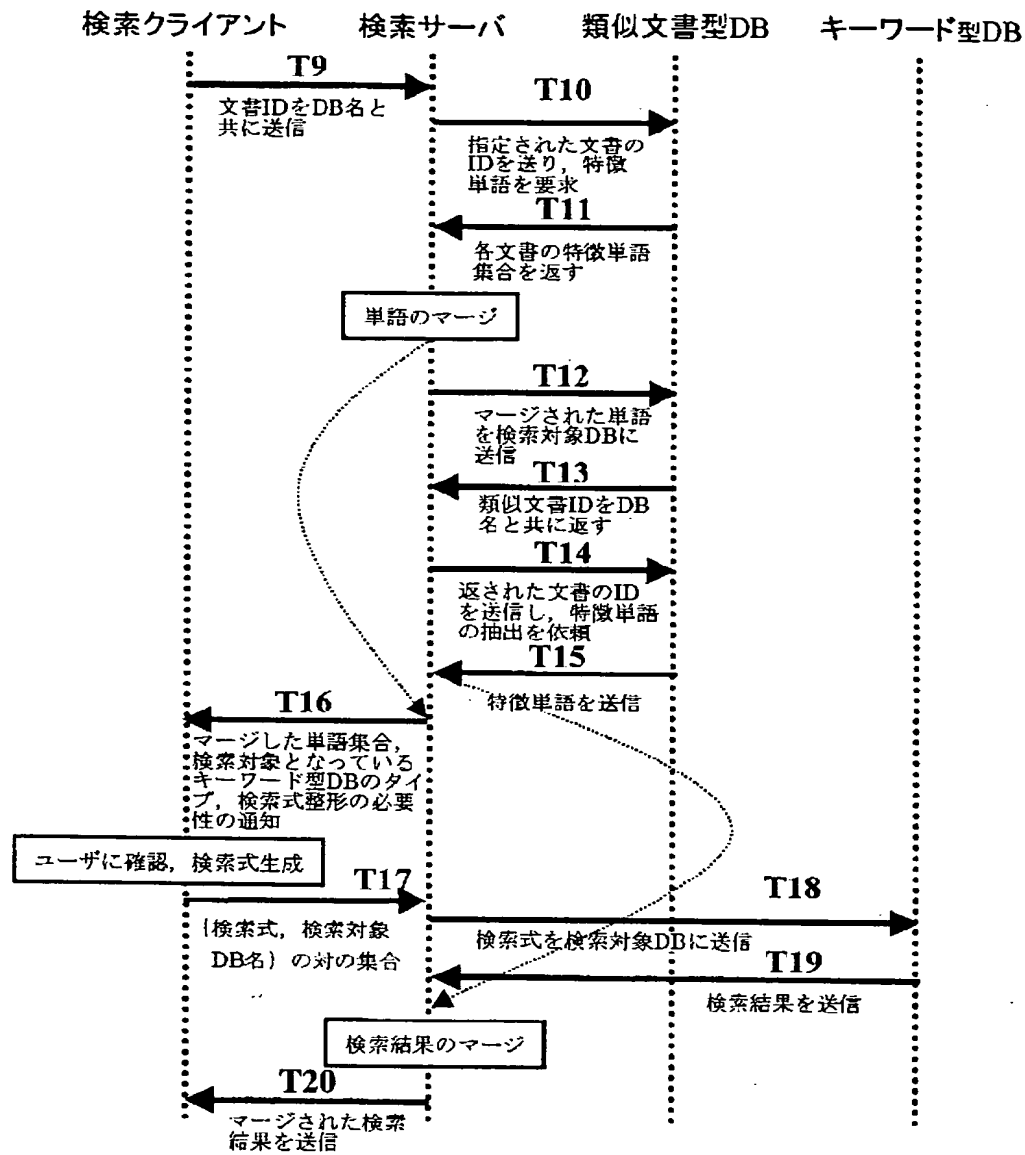 検索クライアント 検索サーバ 類似文書型DB キーワード型DB
T9
文書IDをDB名と
共に送信
T10
指定された文書の
IDを送り，特徴
単語を要求
T11
各文書の特徴単語
集合を返す
単語のマージ
T12
マージされた単語
を検索対象DBに
送信
T13
類似文書IDをDB
名と共に返す
T14
返された文書のID
を送信し，特徴単語
の抽出を依頼
T15
特徴単語を送信
T16
マージした単語集合，
検索対象となっている
キーワード型DBのタイ
プ，検索式整形の必要
性の通知
ユーザに確認，検索式生成
T17
{検索式，検索対象
DB名} の対の集合
T18
検索式を検索対象DBに送信
T19
検索結果を送信
検索結果のマージ
T20
マージされた検索
結果を送信